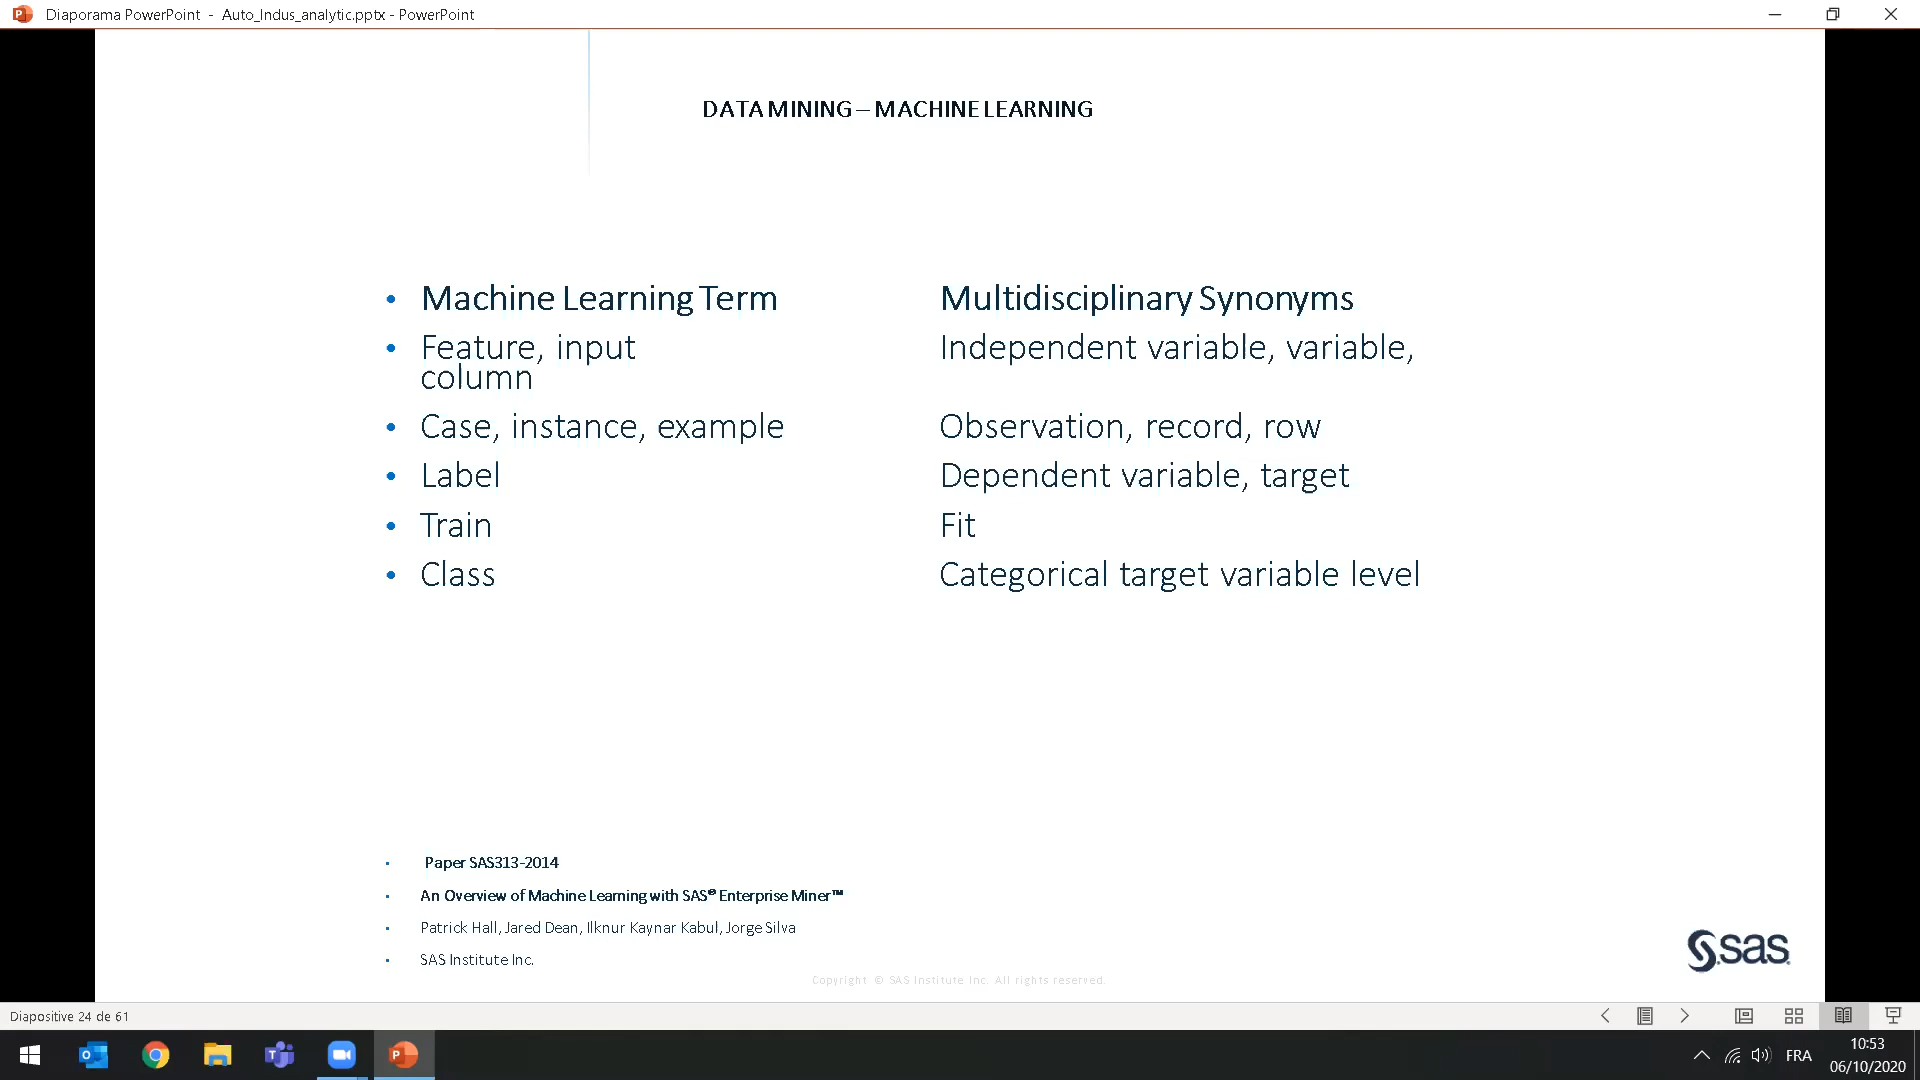 Diaporama PowerPoint - Auto_Indus_analytic.pptx - PowerPoint
DATA MINING – MACHINE LEARNING
• Machine Learning Term Multidisciplinary Synonyms
• Feature, input Independent variable, variable,
column
• Case, instance, example Observation, record, row
• Label Dependent variable, target
• Train Fit
• Class Categorical target variable level
• Paper SAS313-2014
• An Overview of Machine Learning with SAS® Enterprise Miner™
• Patrick Hall, Jared Dean, Ilknur Kaynar Kabul, Jorge Silva
• SAS Institute Inc.
sas
Copyright © SAS Institute Inc. All rights reserved.
Diapositive 24 de 61
FRA
10:53
06/10/2020